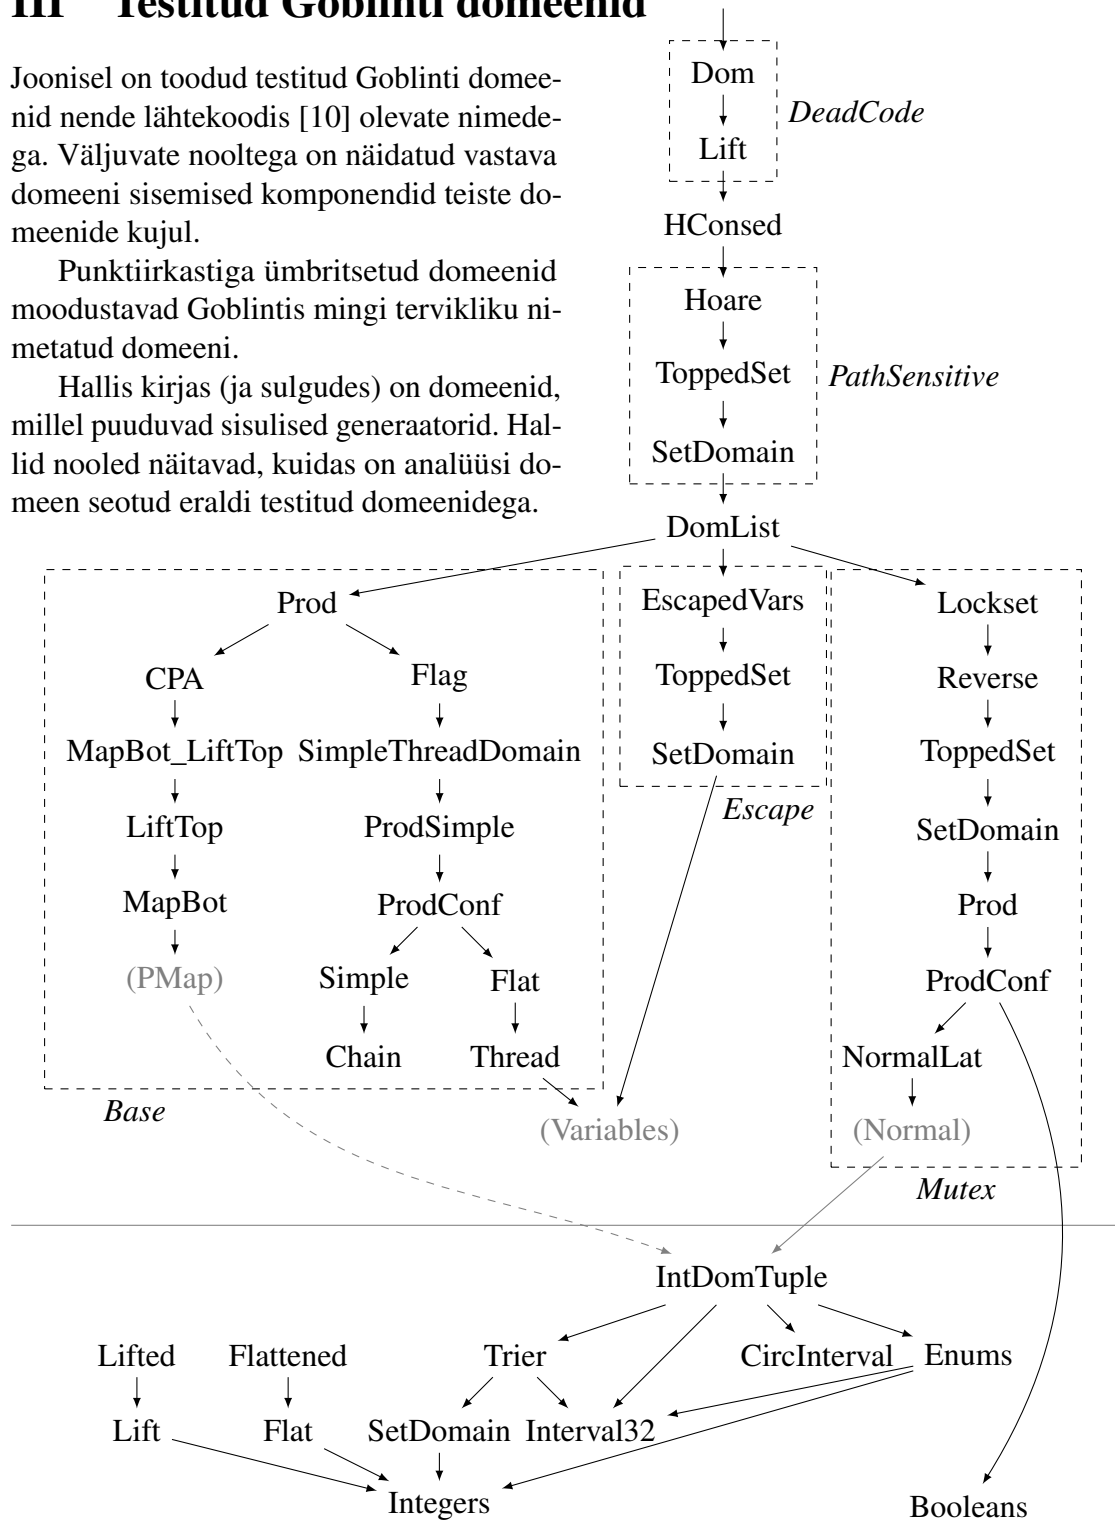 III Testitud Goblinti domeenid
Joonisel on toodud testitud Goblinti domee-
nid nende lähtekoodis [10] olevate nimede-
ga. Väljuvate nooltega on näidatud vastava
domeeni sisemised komponendid teiste do-
meenide kujul.
Punktiirkastiga ümbritsetud domeenid
moodustavad Goblintis mingi tervikliku ni-
metatud domeeni.
Hallis kirjas (ja sulgudes) on domeenid,
millel puuduvad sisulised generaatorid. Hal-
lid nooled näitavad, kuidas on analüüsi do-
meen seotud eraldi testitud domeenidega.
Dom
DeadCode
Lift
HConsed
Hoare
ToppedSet
PathSensitive
SetDomain
DomList
Prod
EscapedVars
Lockset
CPA
Flag
ToppedSet
Reverse
MapBot_LiftTop
SimpleThreadDomain
SetDomain
ToppedSet
Escape
LiftTop
ProdSimple
SetDomain
MapBot
ProdConf
Prod
(PMap)
Simple
Flat
ProdConf
Chain
Thread
NormalLat
Base
(Variables)
(Normal)
Mutex
IntDomTuple
Lifted
Flattened
Trier
CircInterval
Enums
Lift
Flat
SetDomain
Interval32
Integers
Booleans